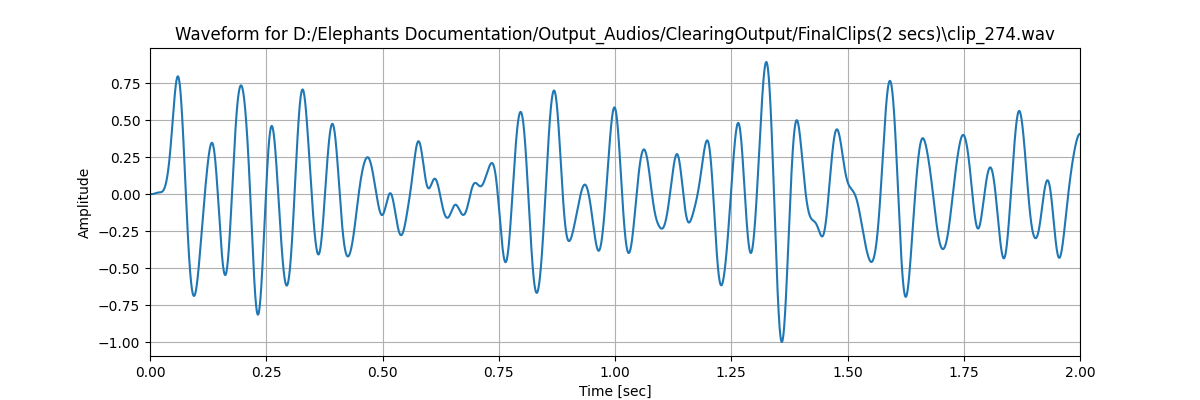 Waveform for D:/Elephants Documentation/Output_Audios/ClearingOutput/FinalClips(2 secs)\clip_274.wav
Amplitude
0.75
0.50
0.25
0.00
−0.25
−0.50
−0.75
−1.00
0.00 0.25 0.50 0.75 1.00 1.25 1.50 1.75 2.00
Time [sec]